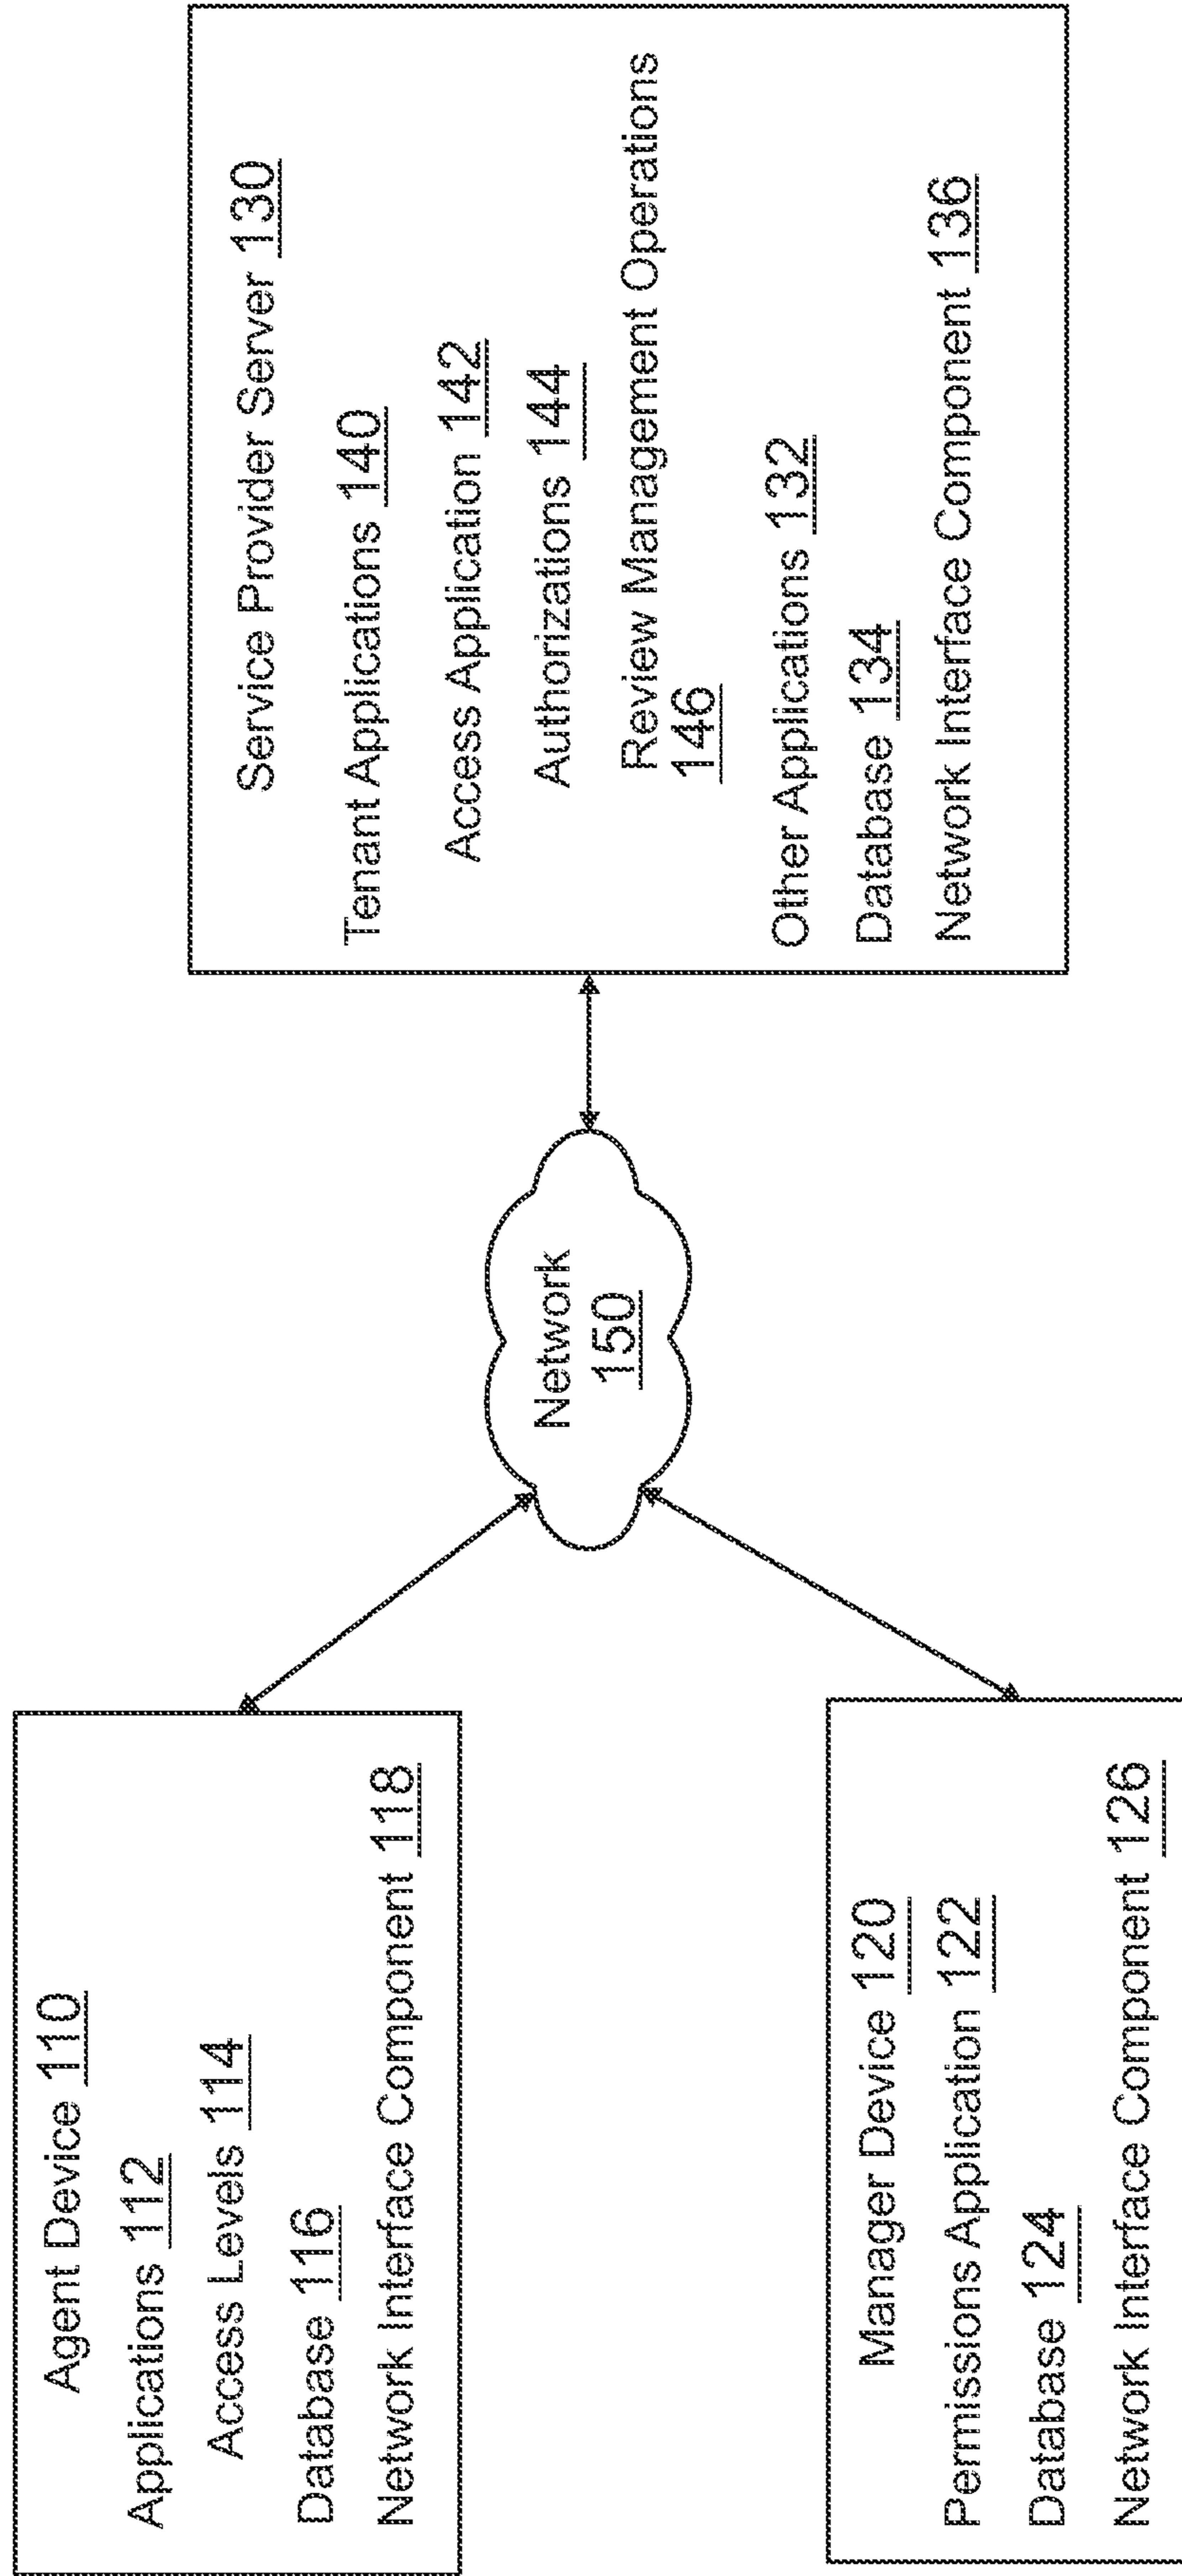 Agent Device 110
Applications 112
Access Levels 114
Database 116
Network Interface Component 118
Manager Device 120
Permissions Application 122
Database 124
Network Interface Component 126
Network
150
Service Provider Server 130
Tenant Applications 140
Access Application 142
Authorizations 144
Review Management Operations
146
Other Applications 132
Database 134
Network Interface Component 136